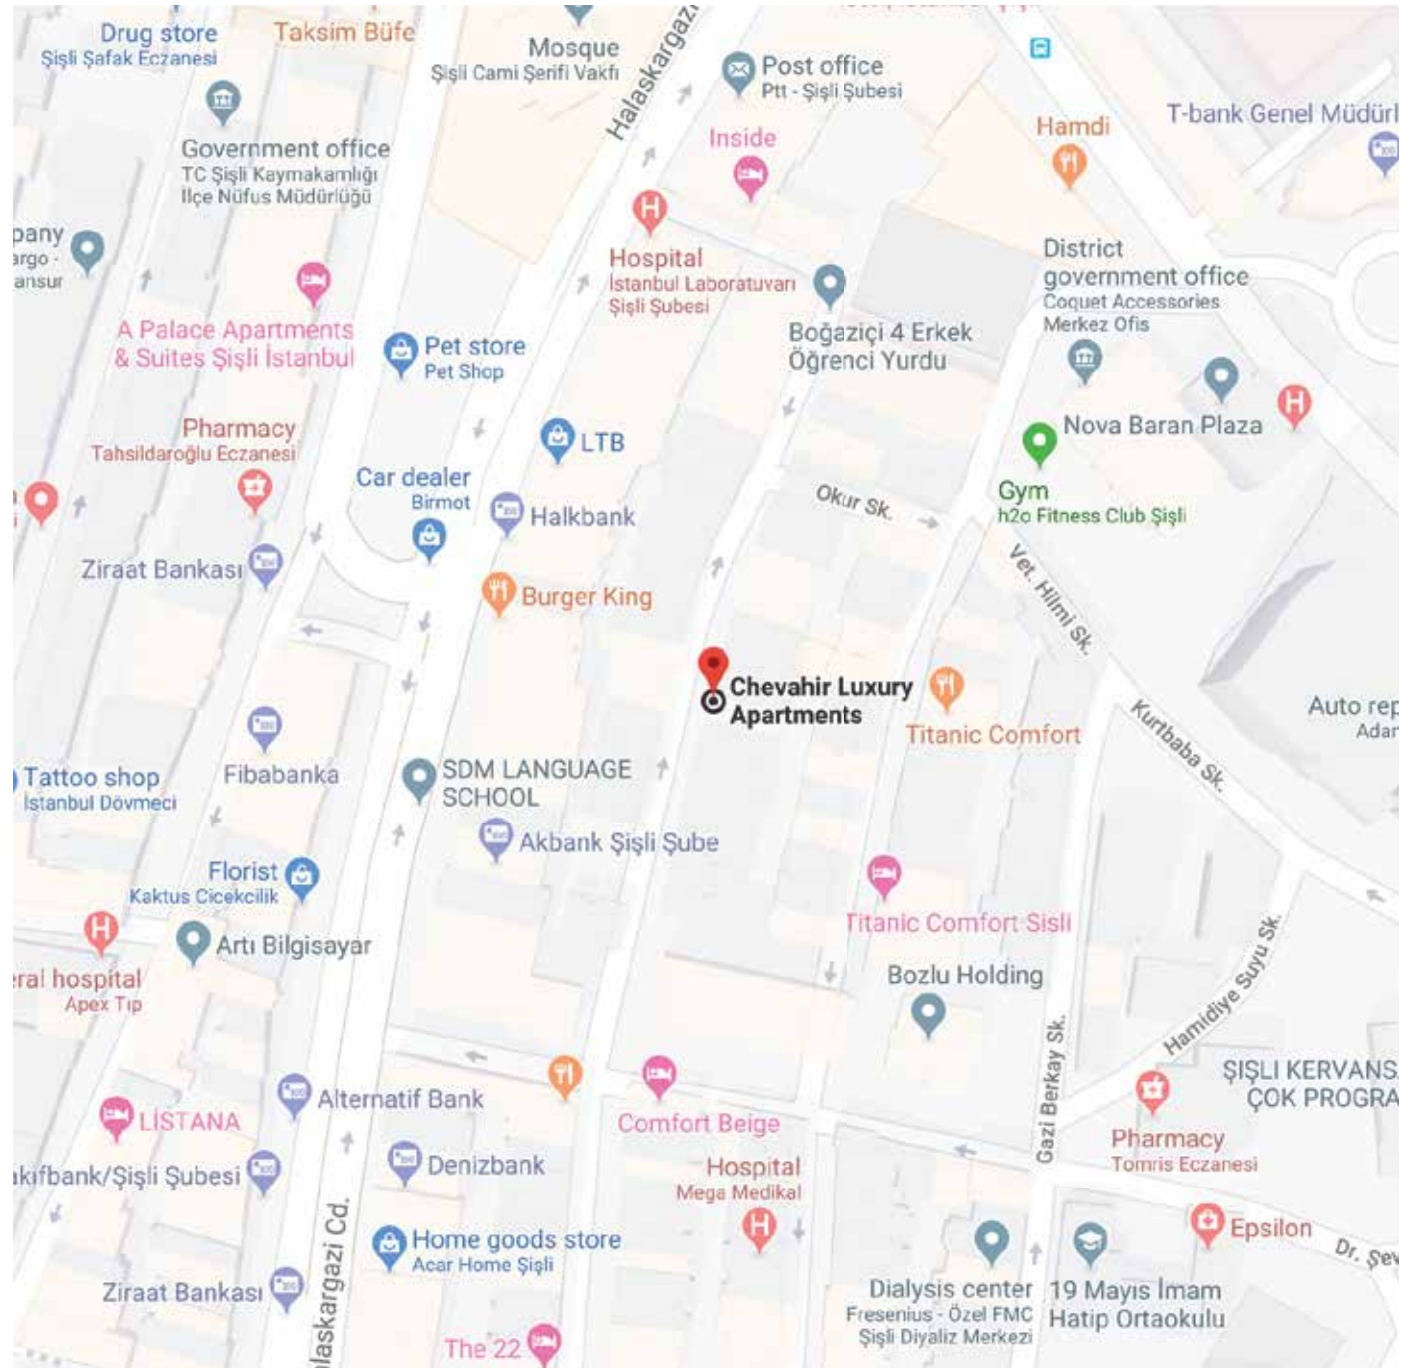 Drug store
Şişli Şafak Eczanesi
Taksim Büfe
Mosque
Şişli Cami Şerifi Vakfı
Halaskargazi
Post office
Ptt - Şişli Şubesi
Hamdi
T-bank Genel Müdürl
Government office
TC Şişli Kaymakamlığı
İlçe Nüfus Müdürlüğü
Inside
pany
argo -
ansur
Hospital
İstanbul Laboratuvarı
Şişli Şubesi
District
government office
Coquet Accessories
Merkez Ofis
A Palace Apartments
& Suites Şişli İstanbul
Pet store
Pet Shop
Boğaziçi 4 Erkek
Öğrenci Yurdu
Nova Baran Plaza
Pharmacy
Tahsildaroğlu Eczanesi
LTB
Car dealer
Birmot
Halkbank
Okur Sk.
Gym
h2o Fitness Club Şişli
Ziraat Bankası
Burger King
Vet. Hilmi Sk.
Chevahir Luxury
Apartments
Titanic Comfort
Kurtbaba Sk.
Auto rep
Adar
Tattoo shop
İstanbul Dövmeci
Fibabanka
SDM LANGUAGE
SCHOOL
Akbank Şişli Şube
Florist
Kaktus Cicekcilik
Artı Bilgisayar
eral hospital
Apex Tıp
Titanic Comfort Sisli
Bozlu Holding
Hamidiye Suyu Sk.
Gazi Berkay Sk.
ŞİŞLİ KERVANS
ÇOK PROGRA
Alternatif Bank
Comfort Beige
LİSTANA
Pharmacy
Tomris Eczanesi
akıfbank/Şişli Şubesi
Denizbank
Hospital
Mega Medikal
Epsilon
Dr. Şev
Home goods store
Acar Home Şişli
Ziraat Bankası
alaskargazi Cd.
Dialysis center
Fresenius - Özel FMC
Şişli Diyaliz Merkezi
19 Mayıs İmam
Hatip Ortaokulu
The 22